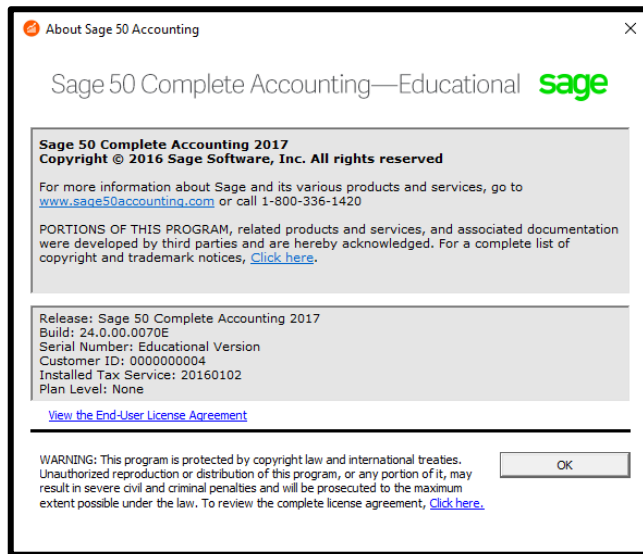 About Sage 50 Accounting
Sage 50 Complete Accounting—Educational sage
Sage 50 Complete Accounting 2017
Copyright © 2016 Sage Software, Inc. All rights reserved
For more information about Sage and its various products and services, go to
www.sage50accounting.com or call 1-800-336-1420
PORTIONS OF THIS PROGRAM, related products and services, and associated documentation
were developed by third parties and are hereby acknowledged. For a complete list of
copyright and trademark notices, Click here.
Release: Sage 50 Complete Accounting 2017
Build: 24.0.00.0070E
Serial Number: Educational Version
Customer ID: 0000000004
Installed Tax Service: 20160102
Plan Level: None
View the End-User License Agreement
WARNING: This program is protected by copyright law and international treaties.
Unauthorized reproduction or distribution of this program, or any portion of it, may
result in severe civil and criminal penalties and will be prosecuted to the maximum
extent possible under the law. To review the complete license agreement, Click here.
OK